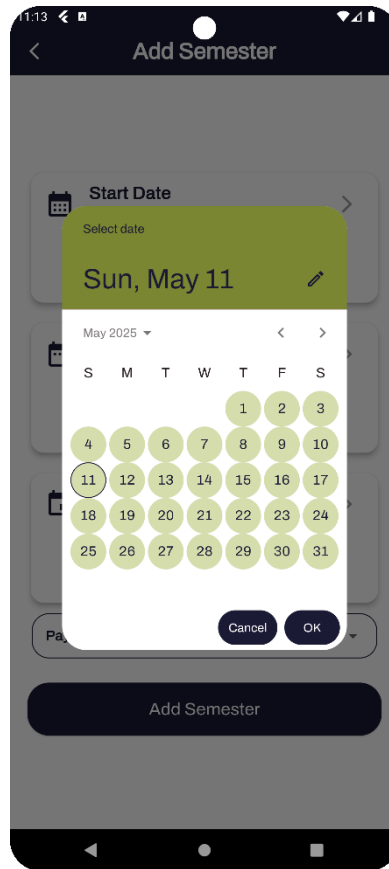 11:13
Add Semester
Start Date
Select date
Sun, May 11
May 2025
S M T W T F S
1 2 3
4 5 6 7 8 9 10
11 12 13 14 15 16 17
18 19 20 21 22 23 24
25 26 27 28 29 30 31
Cancel OK
Add Semester